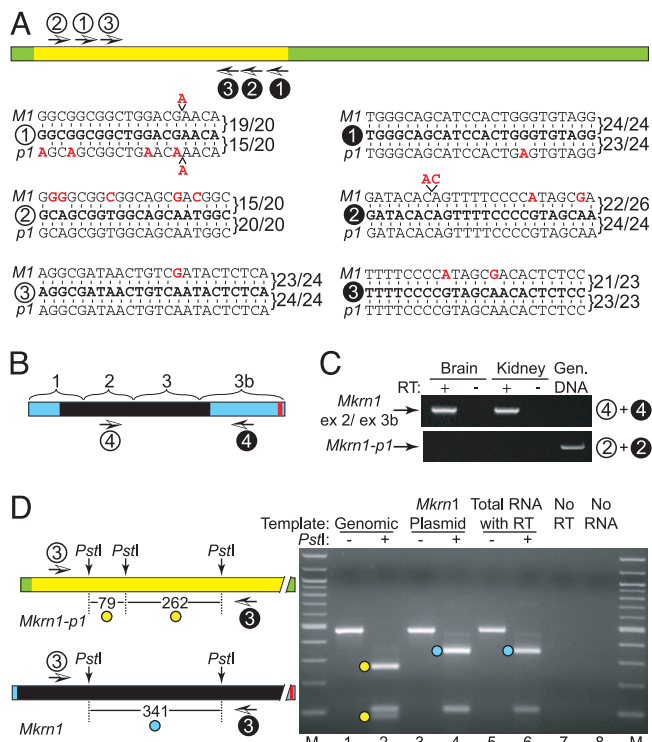 A
② ① ③
❸ ❷ ❶
A
M1 GGCGGCGGCTGGACGAACA 19/20
① GGCGGCGGCTGGACGAACA
p1 AGCAGCGGCTGAACAAACA 15/20
A
M1 TGGGCAGCATCCACTGGGTGTAGG 24/24
❶ TGGGCAGCATCCACTGGGTGTAGG
p1 TGGGCAGCATCCACTGAGTGTAGG 23/24
M1 GGGGCGGCGGCAGCGACGGC 15/20
② GCAGCGGTGGCAGCAATGGC
p1 GCAGCGGTGGCAGCAATGGC 20/20
AC
M1 GATACACAGTTTTCCCCATAGCGA 22/26
❷ GATACACAGTTTTCCCCGTAGCAA
p1 GATACACAGTTTTCCCCGTAGCAA 24/24
M1 AGGCGATAACTGTCGATACTCTCA 23/24
③ AGGCGATAACTGTCAATACTCTCA
p1 AGGCGATAACTGTCAATACTCTCA 24/24
M1 TTTTCCCCATAGCGACACTCTCC 21/23
❸ TTTTCCCCGTAGCAACACTCTCC
p1 TTTTCCCCGTAGCAACACTCTCC 23/23
B
1 2 3 3b
④ ❹
C
Brain Kidney Gen. DNA
RT: + - + -
Mkrn1 ex 2/ ex 3b ④+❹
Mkrn1-p1 ②+❷
D
③ PstI PstI PstI
79 262
Mkrn1-p1 ❸
③ PstI PstI
341
Mkrn1 ❸
Template: Genomic Mkrn1 Plasmid Total RNA with RT No RT No RNA
PstI: - + - + - +
M 1 2 3 4 5 6 7 8 M